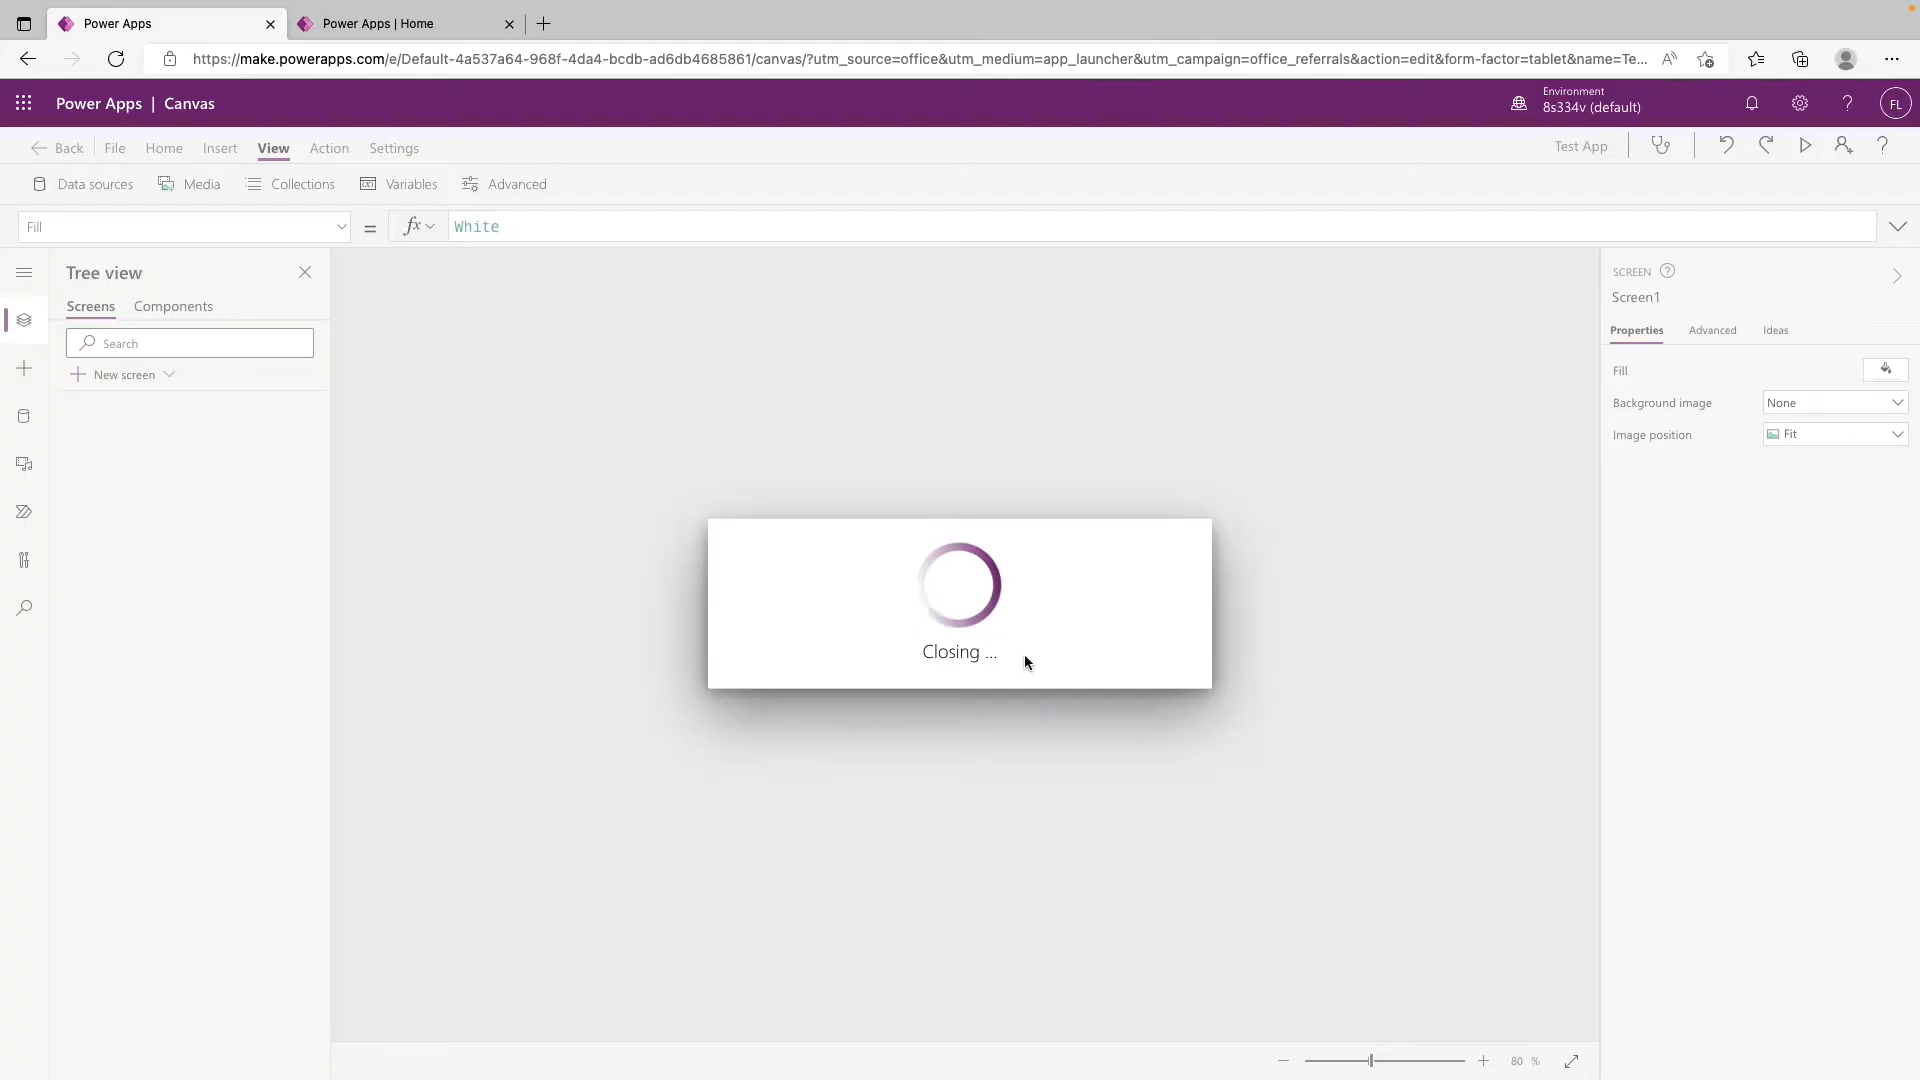 Power Apps
Power Apps | Home
https://make.powerapps.com/e/Default-4a537a64-968f-4da4-bcdb-ad6db4685861/canvas/?utm_source=office&utm_medium=app_launcher&utm_campaign=office_referrals&action=edit&form-factor=tablet&name=Te...
Power Apps | Canvas
Environment
8s334v (default)
FL
Back File Home Insert View Action Settings
Test App
Data sources Media Collections Variables Advanced
Fill
=
fx
White
Tree view
Screens Components
Search
New screen
SCREEN
Screen1
Properties Advanced Ideas
Fill
Background image None
Image position Fit
Closing ...
80 %